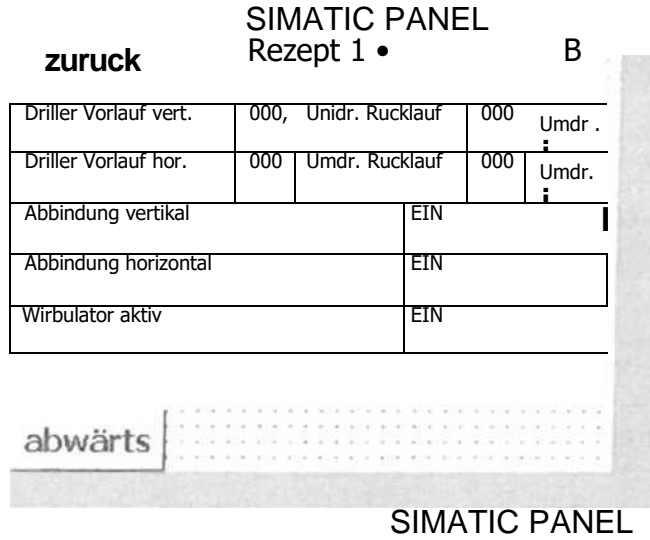 SIMATIC PANEL
zuruck Rezept 1 • B
Driller Vorlauf vert. 000, Unidr. Rucklauf 000 Umdr .
Driller Vorlauf hor. 000 Umdr. Rucklauf 000 Umdr.
Abbindung vertikal EIN
Abbindung horizontal EIN
Wirbulator aktiv EIN
abwärts
SIMATIC PANEL